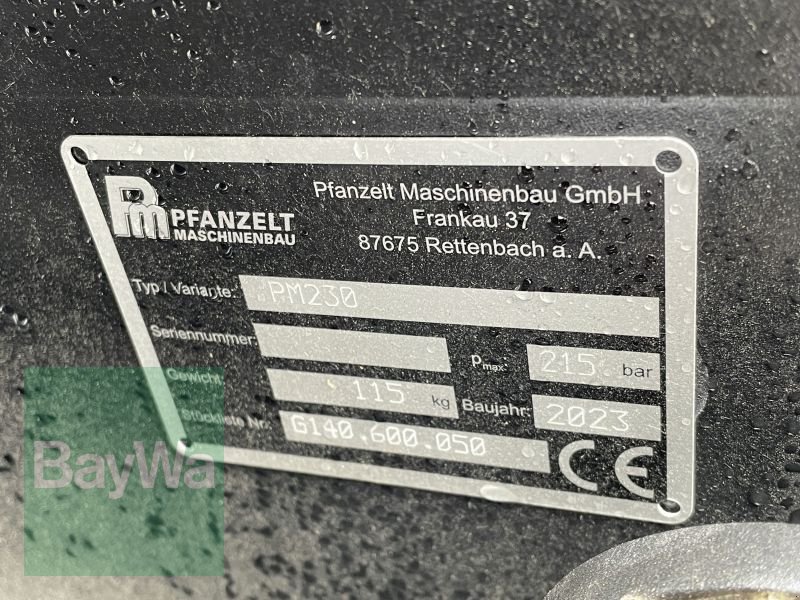 Pm PFANZELT
MASCHINENBAU
Pfanzelt Maschinenbau GmbH
Frankau 37
87675 Rettenbach a. A.
Typ / Variante: PM230
Seriennummer: Pmax: 215 bar
Gewicht 115 kg Baujahr: 2023
Stückliste Nr.: G140.600.050 CE
BayWa